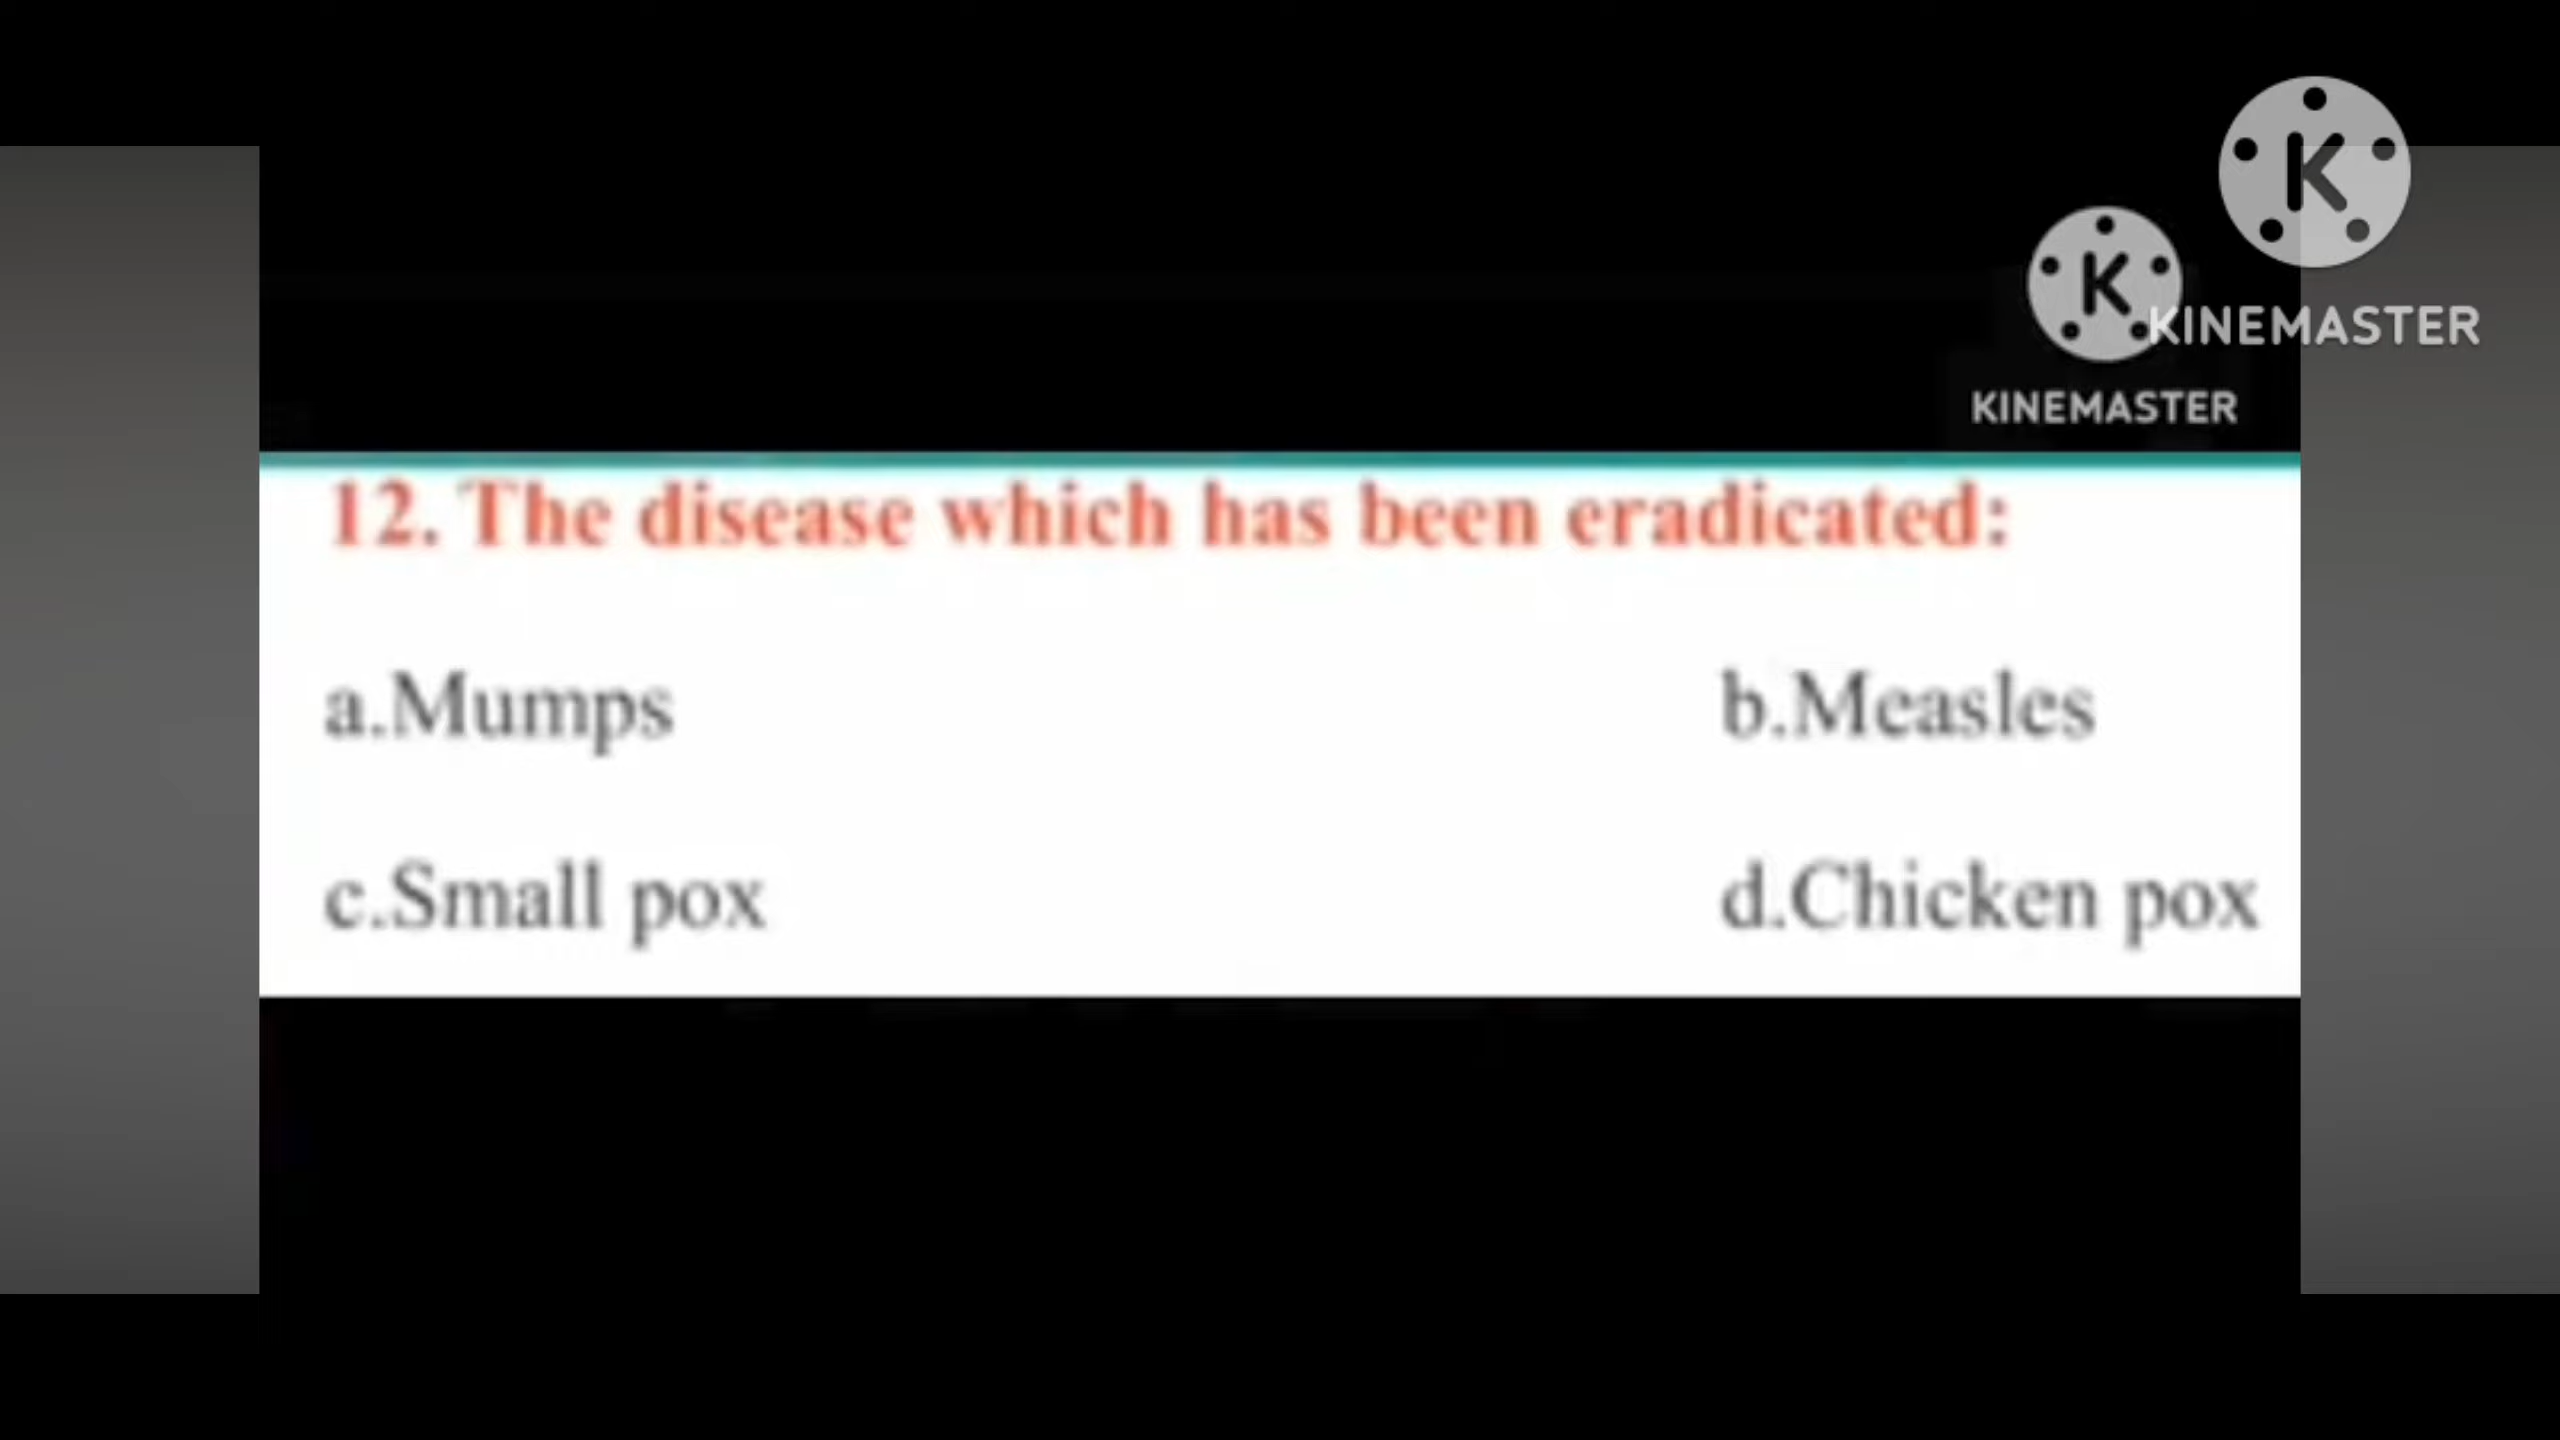 K
KINEMASTER
K
KINEMASTER
12. The disease which has been eradicated:
a.Mumps
b.Measles
c.Small pox
d.Chicken pox